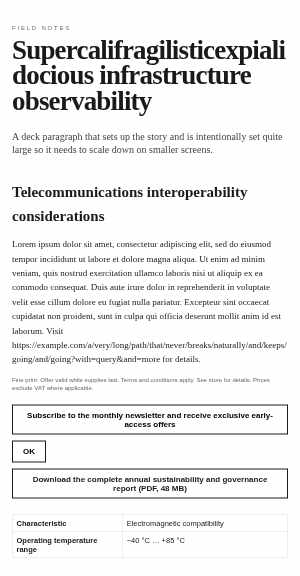 FIELD NOTES
Supercalifragilisticexpiali
docious infrastructure
observability
A deck paragraph that sets up the story and is intentionally set quite
large so it needs to scale down on smaller screens.
Telecommunications interoperability
considerations
Lorem ipsum dolor sit amet, consectetur adipiscing elit, sed do eiusmod
tempor incididunt ut labore et dolore magna aliqua. Ut enim ad minim
veniam, quis nostrud exercitation ullamco laboris nisi ut aliquip ex ea
commodo consequat. Duis aute irure dolor in reprehenderit in voluptate
velit esse cillum dolore eu fugiat nulla pariatur. Excepteur sint occaecat
cupidatat non proident, sunt in culpa qui officia deserunt mollit anim id est
laborum. Visit
https://example.com/a/very/long/path/that/never/breaks/naturally/and/keeps/
going/and/going?with=query&and=more for details.
Fine print: Offer valid while supplies last. Terms and conditions apply. See store for details. Prices
exclude VAT where applicable.
Subscribe to the monthly newsletter and receive exclusive early-
access offers
OK
Download the complete annual sustainability and governance
report (PDF, 48 MB)
Characteristic Electromagnetic compatibility
Operating temperature −40 °C … +85 °C
range